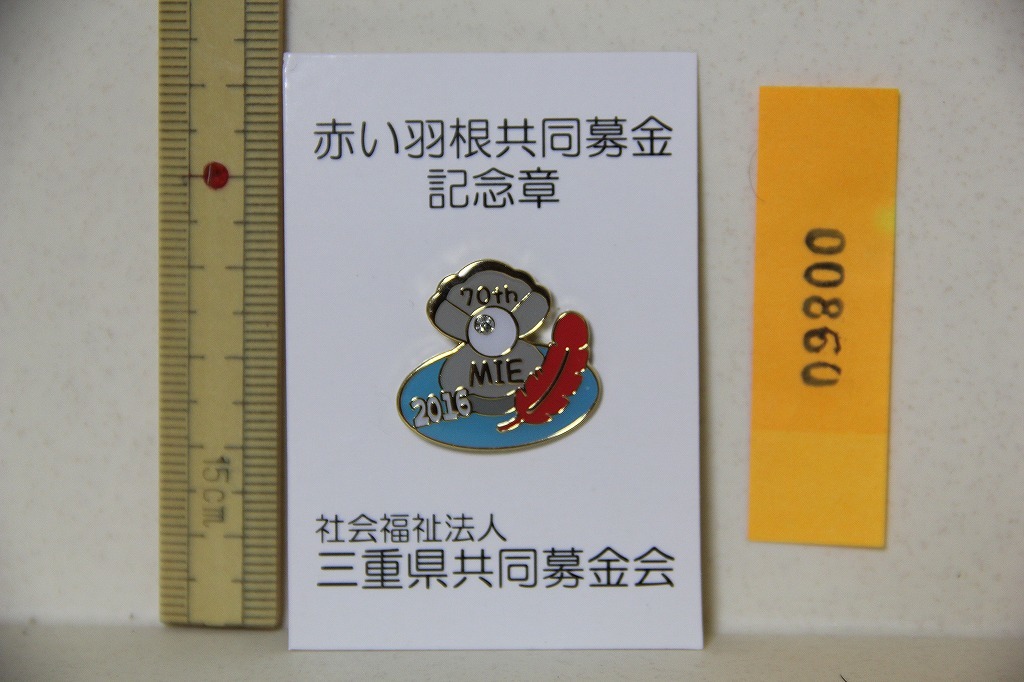 赤い羽根共同募金
記念章
70th
MIE
2016
社会福祉法人
三重県共同募金会
15cm
00860